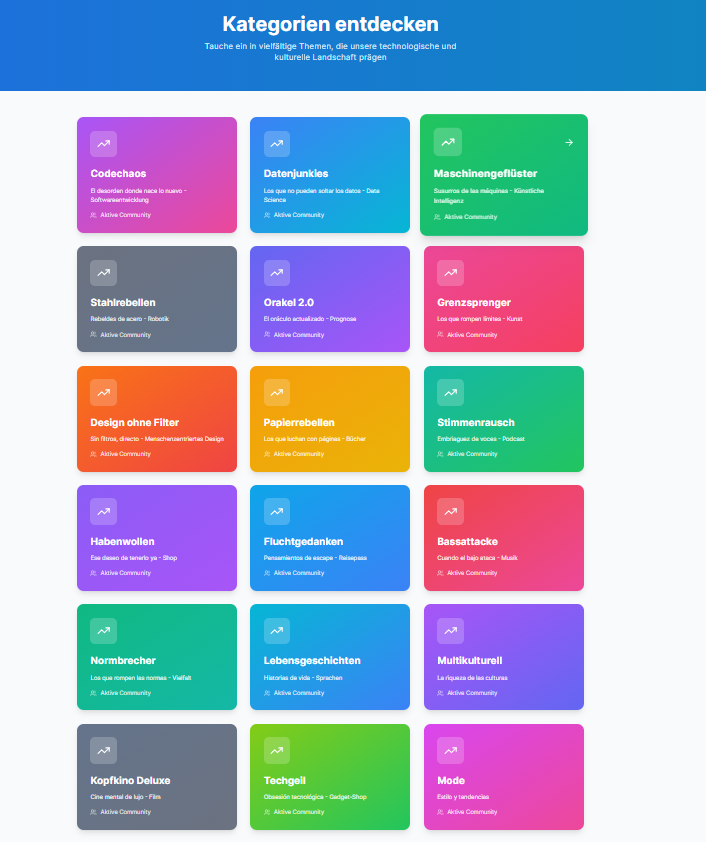 Kategorien entdecken
Tauche ein in vielfältige Themen, die unsere technologische und
kulturelle Landschaft prägen
Codechaos
El desorden donde nace lo nuevo - 
Softwareentwicklung
Aktive Community
Datenjunkies
Los que no pueden soltar los datos - Data
Science
Aktive Community
Maschinengeflüster
Susurros de las máquinas - Künstliche
Intelligenz
Aktive Community
Stahlrebellen
Rebeldes de acero - Robotik
Aktive Community
Orakel 2.0
El oráculo actualizado - Prognose
Aktive Community
Grenzsprenger
Los que rompen límites - Kunst
Aktive Community
Design ohne Filter
Sin filtros, directo - Menschenzentriertes Design
Aktive Community
Papierrebellen
Los que luchan con páginas - Bücher
Aktive Community
Stimmenrausch
Embriaguez de voces - Podcast
Aktive Community
Habenwollen
Ese deseo de tenerlo ya - Shop
Aktive Community
Fluchtgedanken
Pensamientos de escape - Reisepass
Aktive Community
Bassattacke
Cuando el bajo ataca - Musik
Aktive Community
Normbrecher
Los que rompen las normas - Vielfalt
Aktive Community
Lebensgeschichten
Historias de vida - Sprachen
Aktive Community
Multikulturell
La riqueza de las culturas
Aktive Community
Kopfkino Deluxe
Cine mental de lujo - Film
Aktive Community
Techgeil
Obsesión tecnológica - Gadget-Shop
Aktive Community
Mode
Estilo y tendencias
Aktive Community